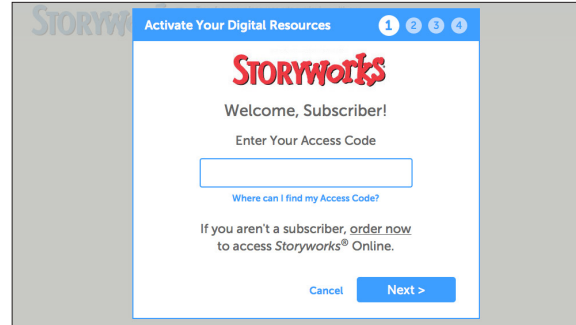 STORYW
Activate Your Digital Resources 1 2 3 4
STORYWORKS
Welcome, Subscriber!
Enter Your Access Code
Where can I find my Access Code?
If you aren't a subscriber, order now
to access Storyworks® Online.
Cancel Next >